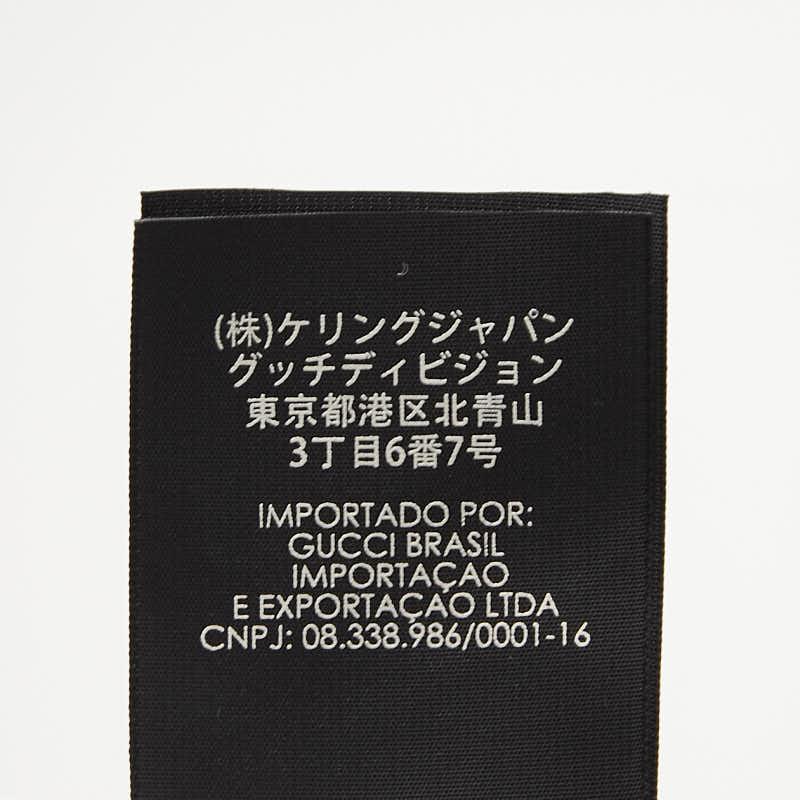 (株)ケリングジャパン
グッチディビジョン
東京都港区北青山
3丁目6番7号
IMPORTADO POR:
GUCCI BRASIL
IMPORTAÇAO
E EXPORTAÇAO LTDA
CNPJ: 08.338.986/0001-16